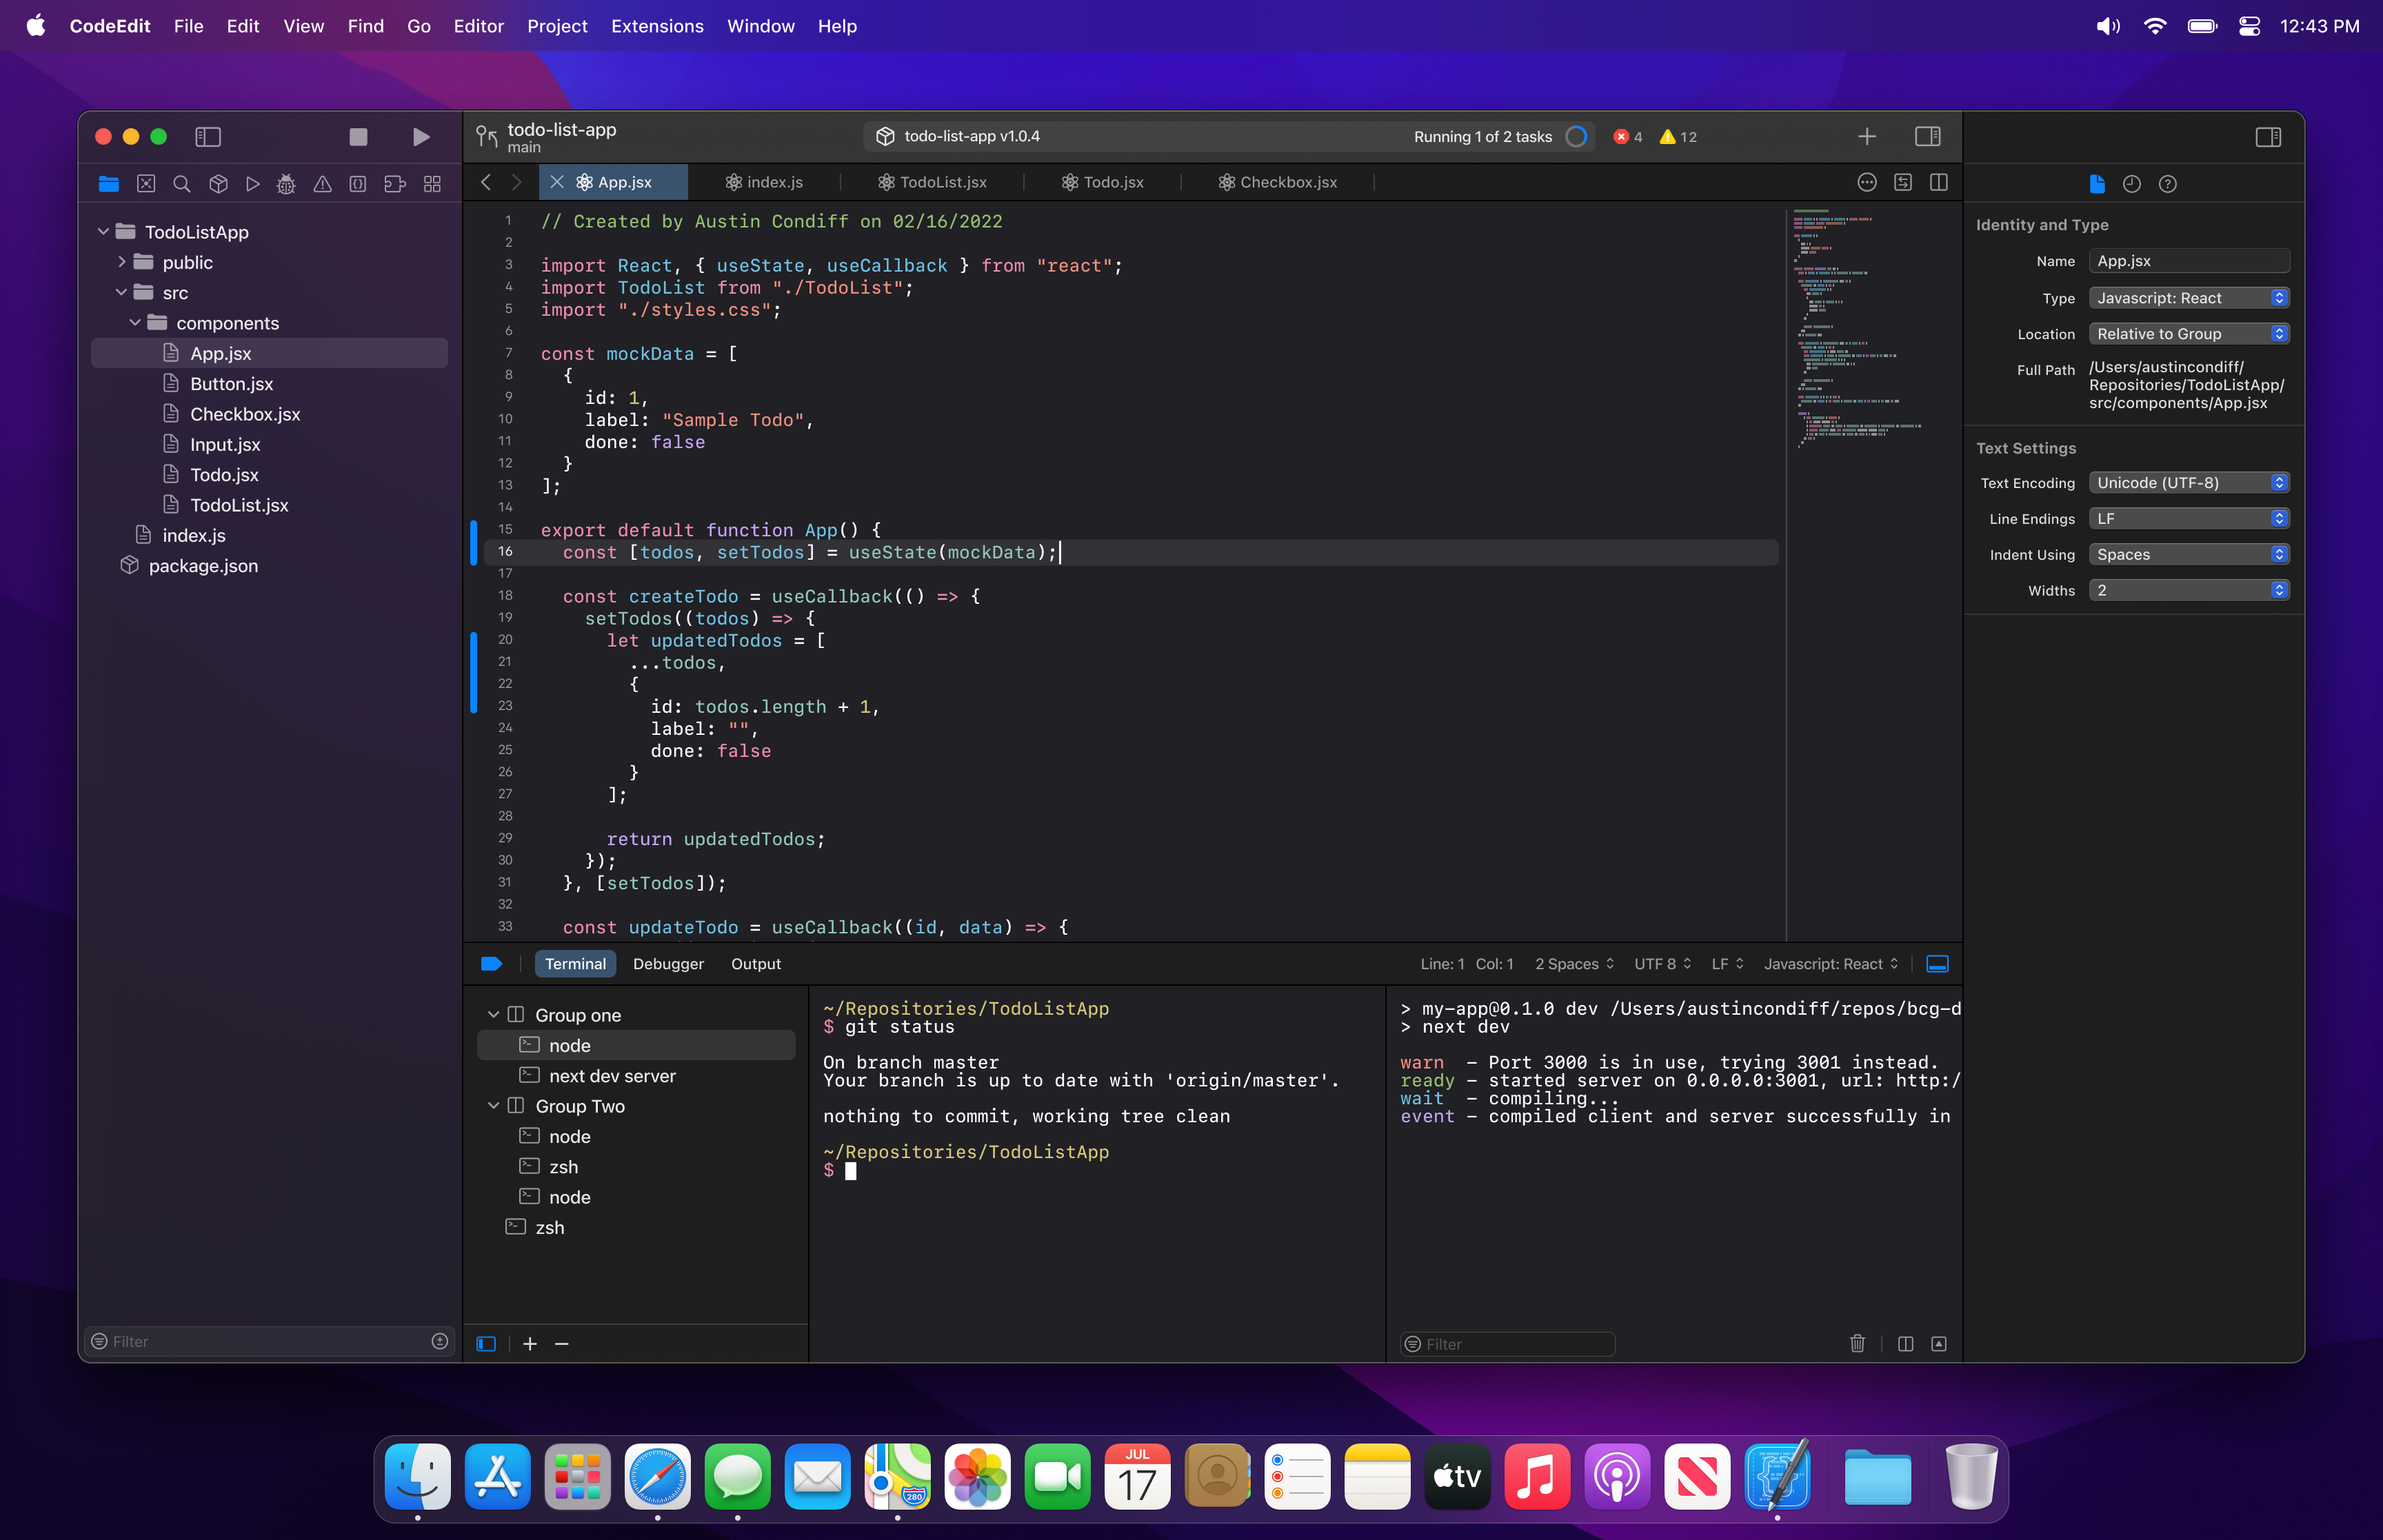 CodeEdit File Edit View Find Go Editor Project Extensions Window Help 12:43 PM
todo-list-app
main
todo-list-app v1.0.4 Running 1 of 2 tasks 4 12
App.jsx index.js TodoList.jsx Todo.jsx Checkbox.jsx
TodoListApp
public
src
components
App.jsx
Button.jsx
Checkbox.jsx
Input.jsx
Todo.jsx
TodoList.jsx
index.js
package.json
Filter
1 // Created by Austin Condiff on 02/16/2022
2
3 import React, { useState, useCallback } from "react";
4 import TodoList from "./TodoList";
5 import "./styles.css";
6
7 const mockData = [
8 {
9 id: 1,
10 label: "Sample Todo",
11 done: false
12 }
13 ];
14
15 export default function App() {
16 const [todos, setTodos] = useState(mockData);
17
18 const createTodo = useCallback(() => {
19 setTodos((todos) => {
20 let updatedTodos = [
21 ...todos,
22 {
23 id: todos.length + 1,
24 label: "",
25 done: false
26 }
27 ];
28
29 return updatedTodos;
30 });
31 }, [setTodos]);
32
33 const updateTodo = useCallback((id, data) => {
Identity and Type
Name App.jsx
Type Javascript: React
Location Relative to Group
Full Path /Users/austincondiff/
Repositories/TodoListApp/
src/components/App.jsx
Text Settings
Text Encoding Unicode (UTF-8)
Line Endings LF
Indent Using Spaces
Widths 2
Terminal Debugger Output Line: 1 Col: 1 2 Spaces UTF 8 LF Javascript: React
Group one
node
next dev server
Group Two
node
zsh
node
zsh
~/Repositories/TodoListApp
$ git status
On branch master
Your branch is up to date with 'origin/master'.
nothing to commit, working tree clean
~/Repositories/TodoListApp
$
> my-app@0.1.0 dev /Users/austincondiff/repos/bcg-d
> next dev
warn - Port 3000 is in use, trying 3001 instead.
ready - started server on 0.0.0.0:3001, url: http:/
wait - compiling...
event - compiled client and server successfully in
Filter
280
JUL
17
tv